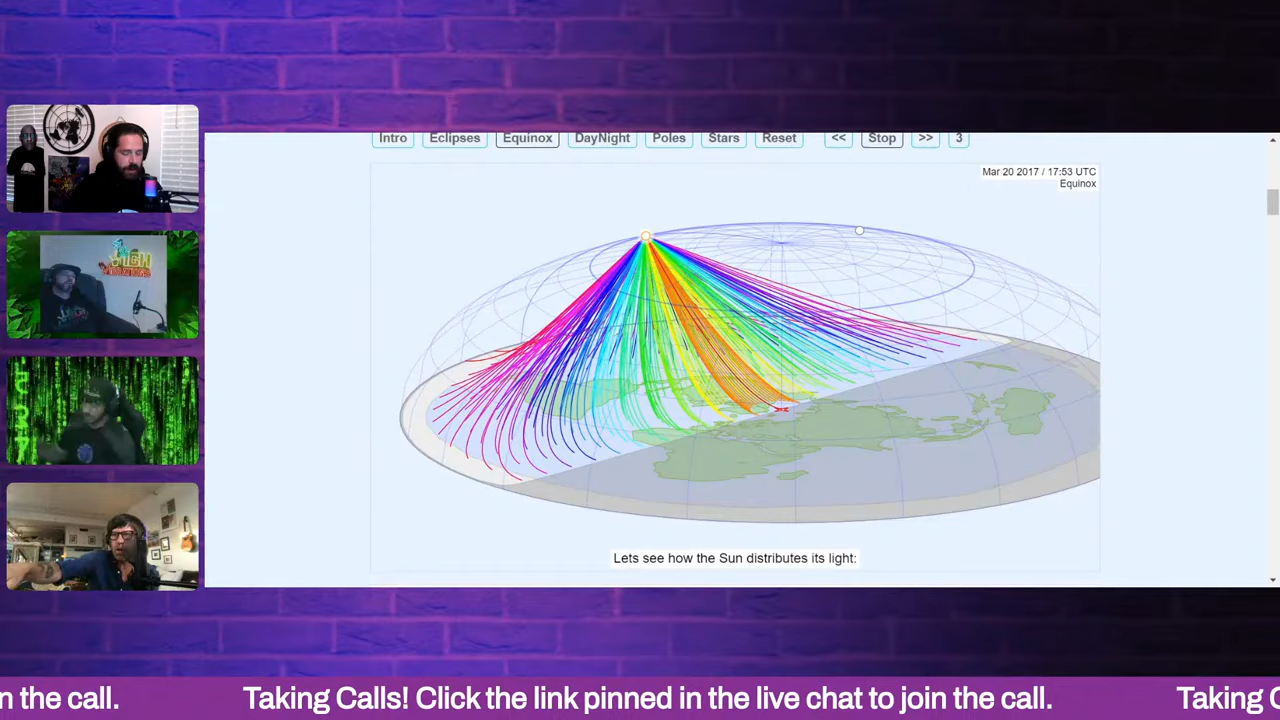 Intro Eclipses Equinox DayNight Poles Stars Reset << Stop >> 3
Mar 20 2017 / 17:53 UTC
Equinox
Lets see how the Sun distributes its light:
n the call. Taking Calls! Click the link pinned in the live chat to join the call. Taking C